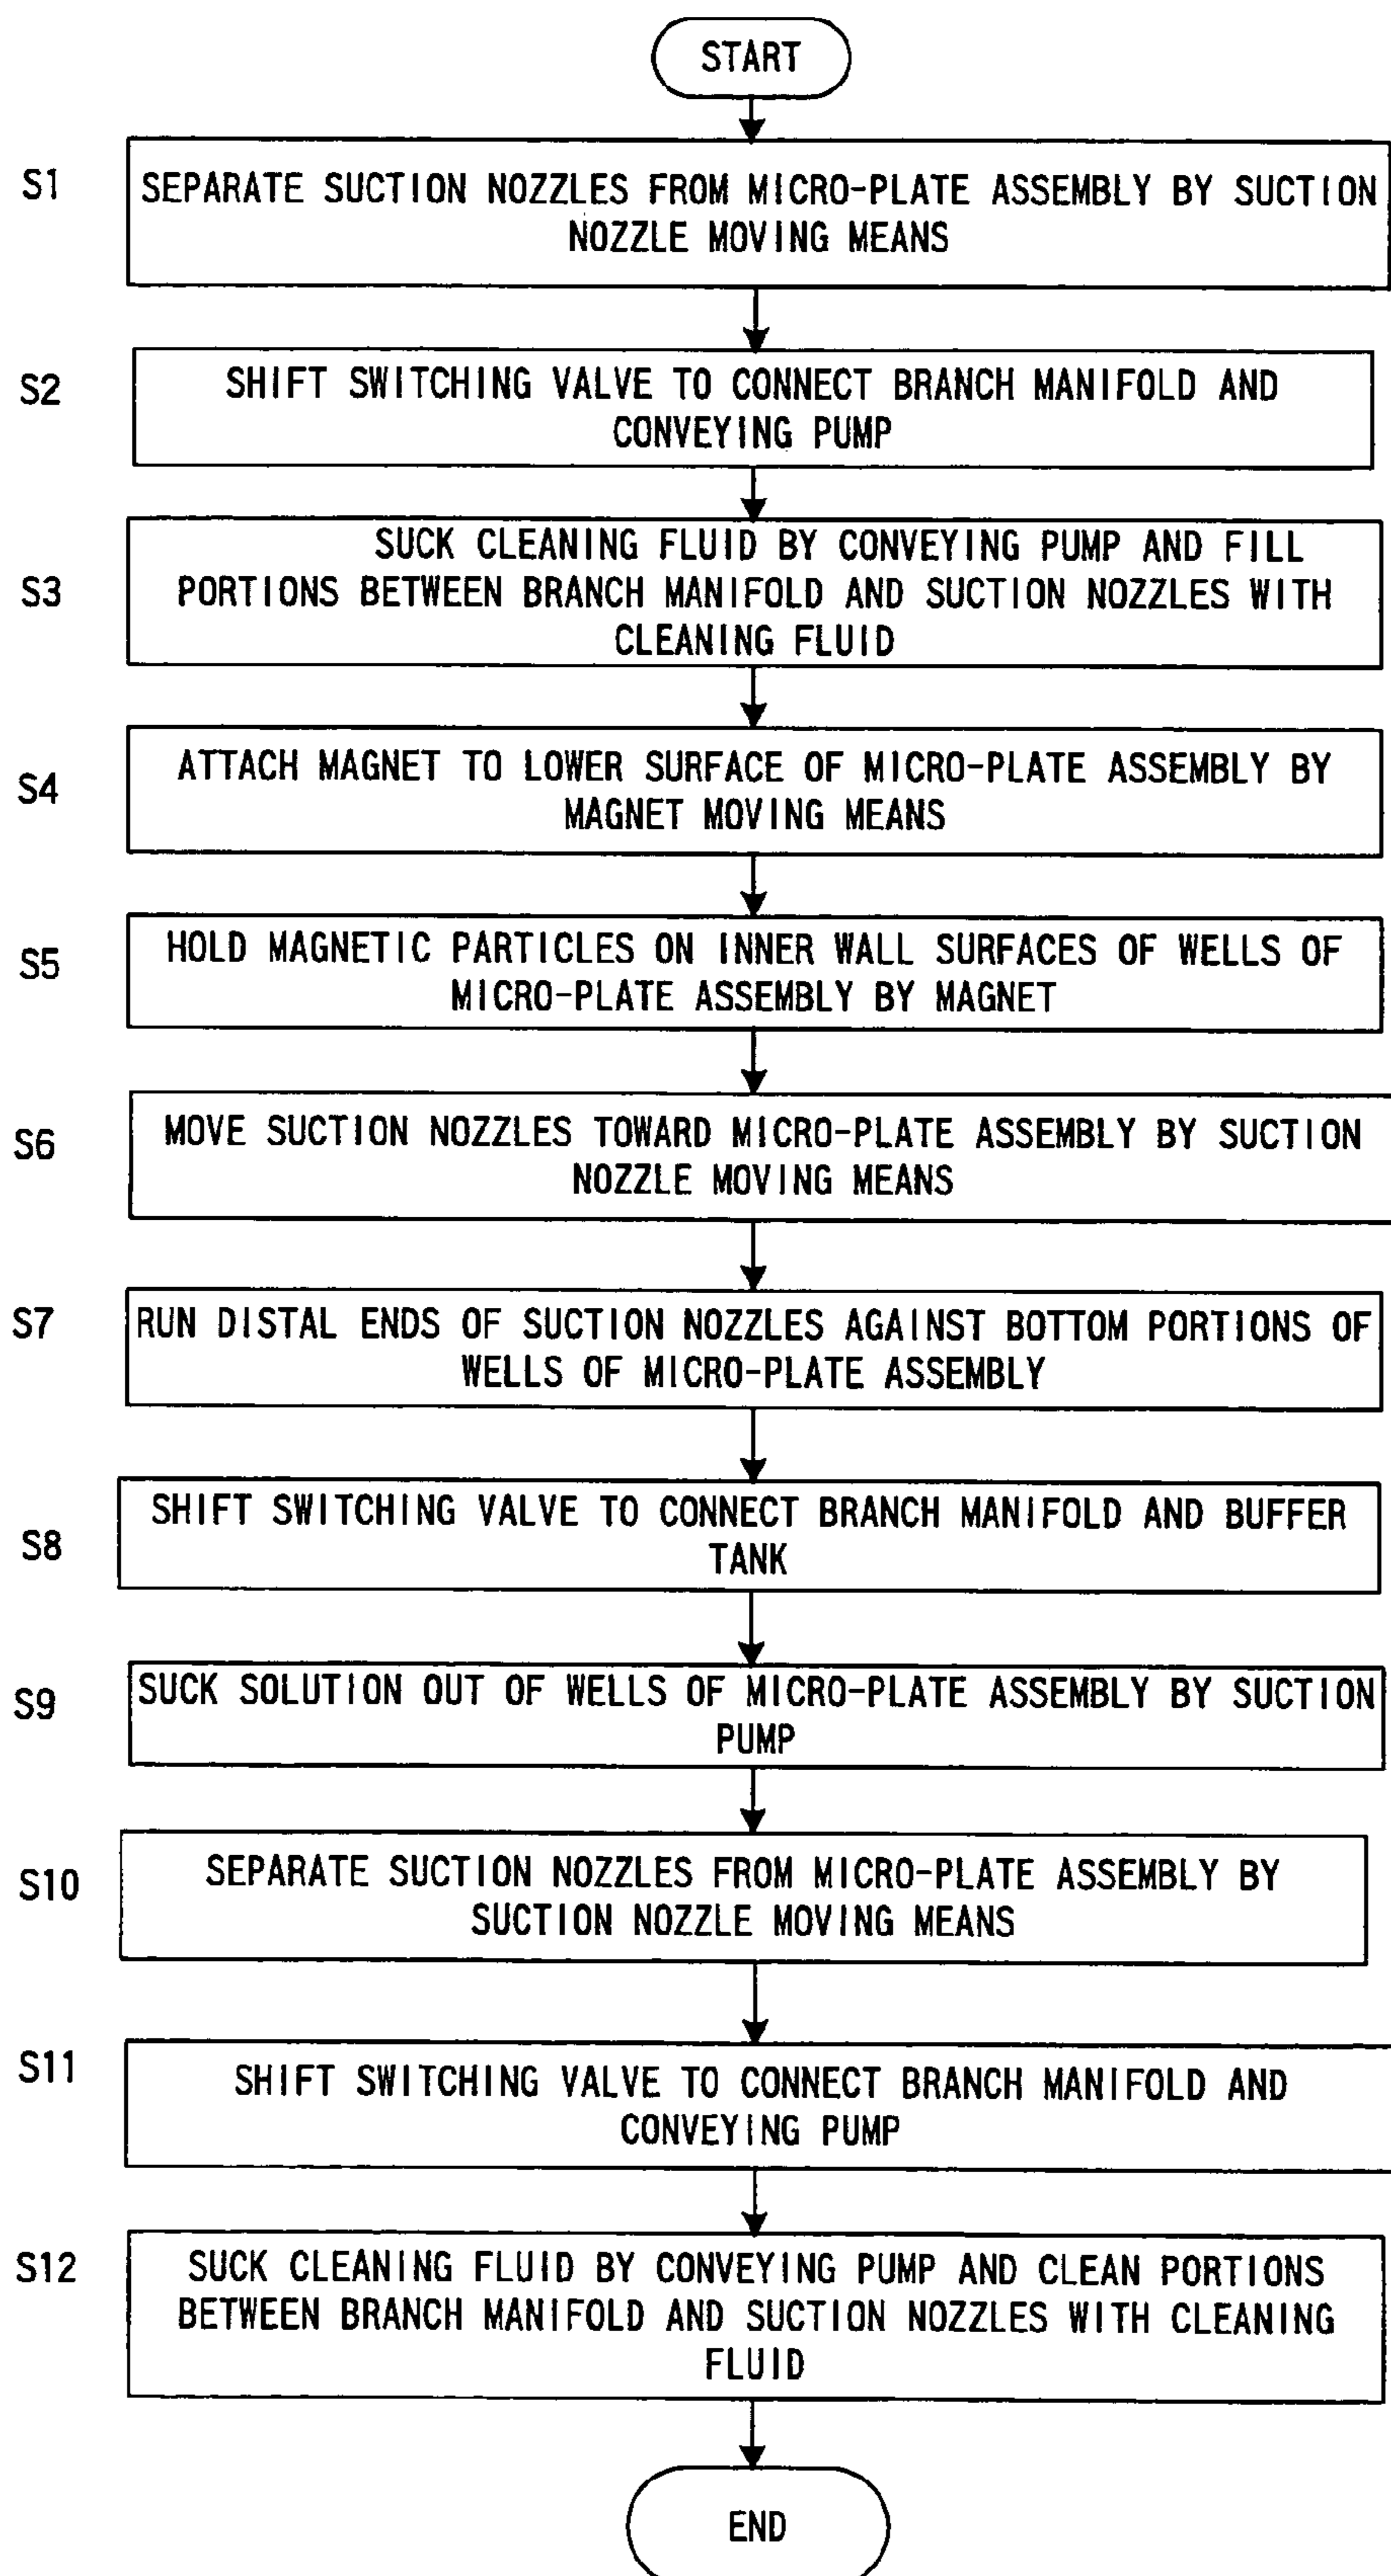 START
S1
SEPARATE SUCTION NOZZLES FROM MICRO-PLATE ASSEMBLY BY SUCTION
NOZZLE MOVING MEANS
S2
SHIFT SWITCHING VALVE TO CONNECT BRANCH MANIFOLD AND
CONVEYING PUMP
S3
SUCK CLEANING FLUID BY CONVEYING PUMP AND FILL
PORTIONS BETWEEN BRANCH MANIFOLD AND SUCTION NOZZLES WITH
CLEANING FLUID
S4
ATTACH MAGNET TO LOWER SURFACE OF MICRO-PLATE ASSEMBLY BY
MAGNET MOVING MEANS
S5
HOLD MAGNETIC PARTICLES ON INNER WALL SURFACES OF WELLS OF
MICRO-PLATE ASSEMBLY BY MAGNET
S6
MOVE SUCTION NOZZLES TOWARD MICRO-PLATE ASSEMBLY BY SUCTION
NOZZLE MOVING MEANS
S7
RUN DISTAL ENDS OF SUCTION NOZZLES AGAINST BOTTOM PORTIONS OF
WELLS OF MICRO-PLATE ASSEMBLY
S8
SHIFT SWITCHING VALVE TO CONNECT BRANCH MANIFOLD AND BUFFER
TANK
S9
SUCK SOLUTION OUT OF WELLS OF MICRO-PLATE ASSEMBLY BY SUCTION
PUMP
S10
SEPARATE SUCTION NOZZLES FROM MICRO-PLATE ASSEMBLY BY
SUCTION NOZZLE MOVING MEANS
S11
SHIFT SWITCHING VALVE TO CONNECT BRANCH MANIFOLD AND
CONVEYING PUMP
S12
SUCK CLEANING FLUID BY CONVEYING PUMP AND CLEAN PORTIONS
BETWEEN BRANCH MANIFOLD AND SUCTION NOZZLES WITH CLEANING
FLUID
END